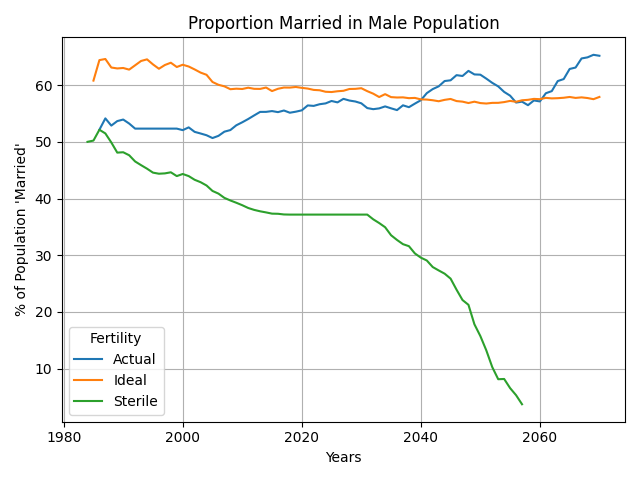 Proportion Married in Male Population
% of Population 'Married'
60
50
40
30
20
10
Fertility
Actual
Ideal
Sterile
1980 2000 2020 2040 2060
Years